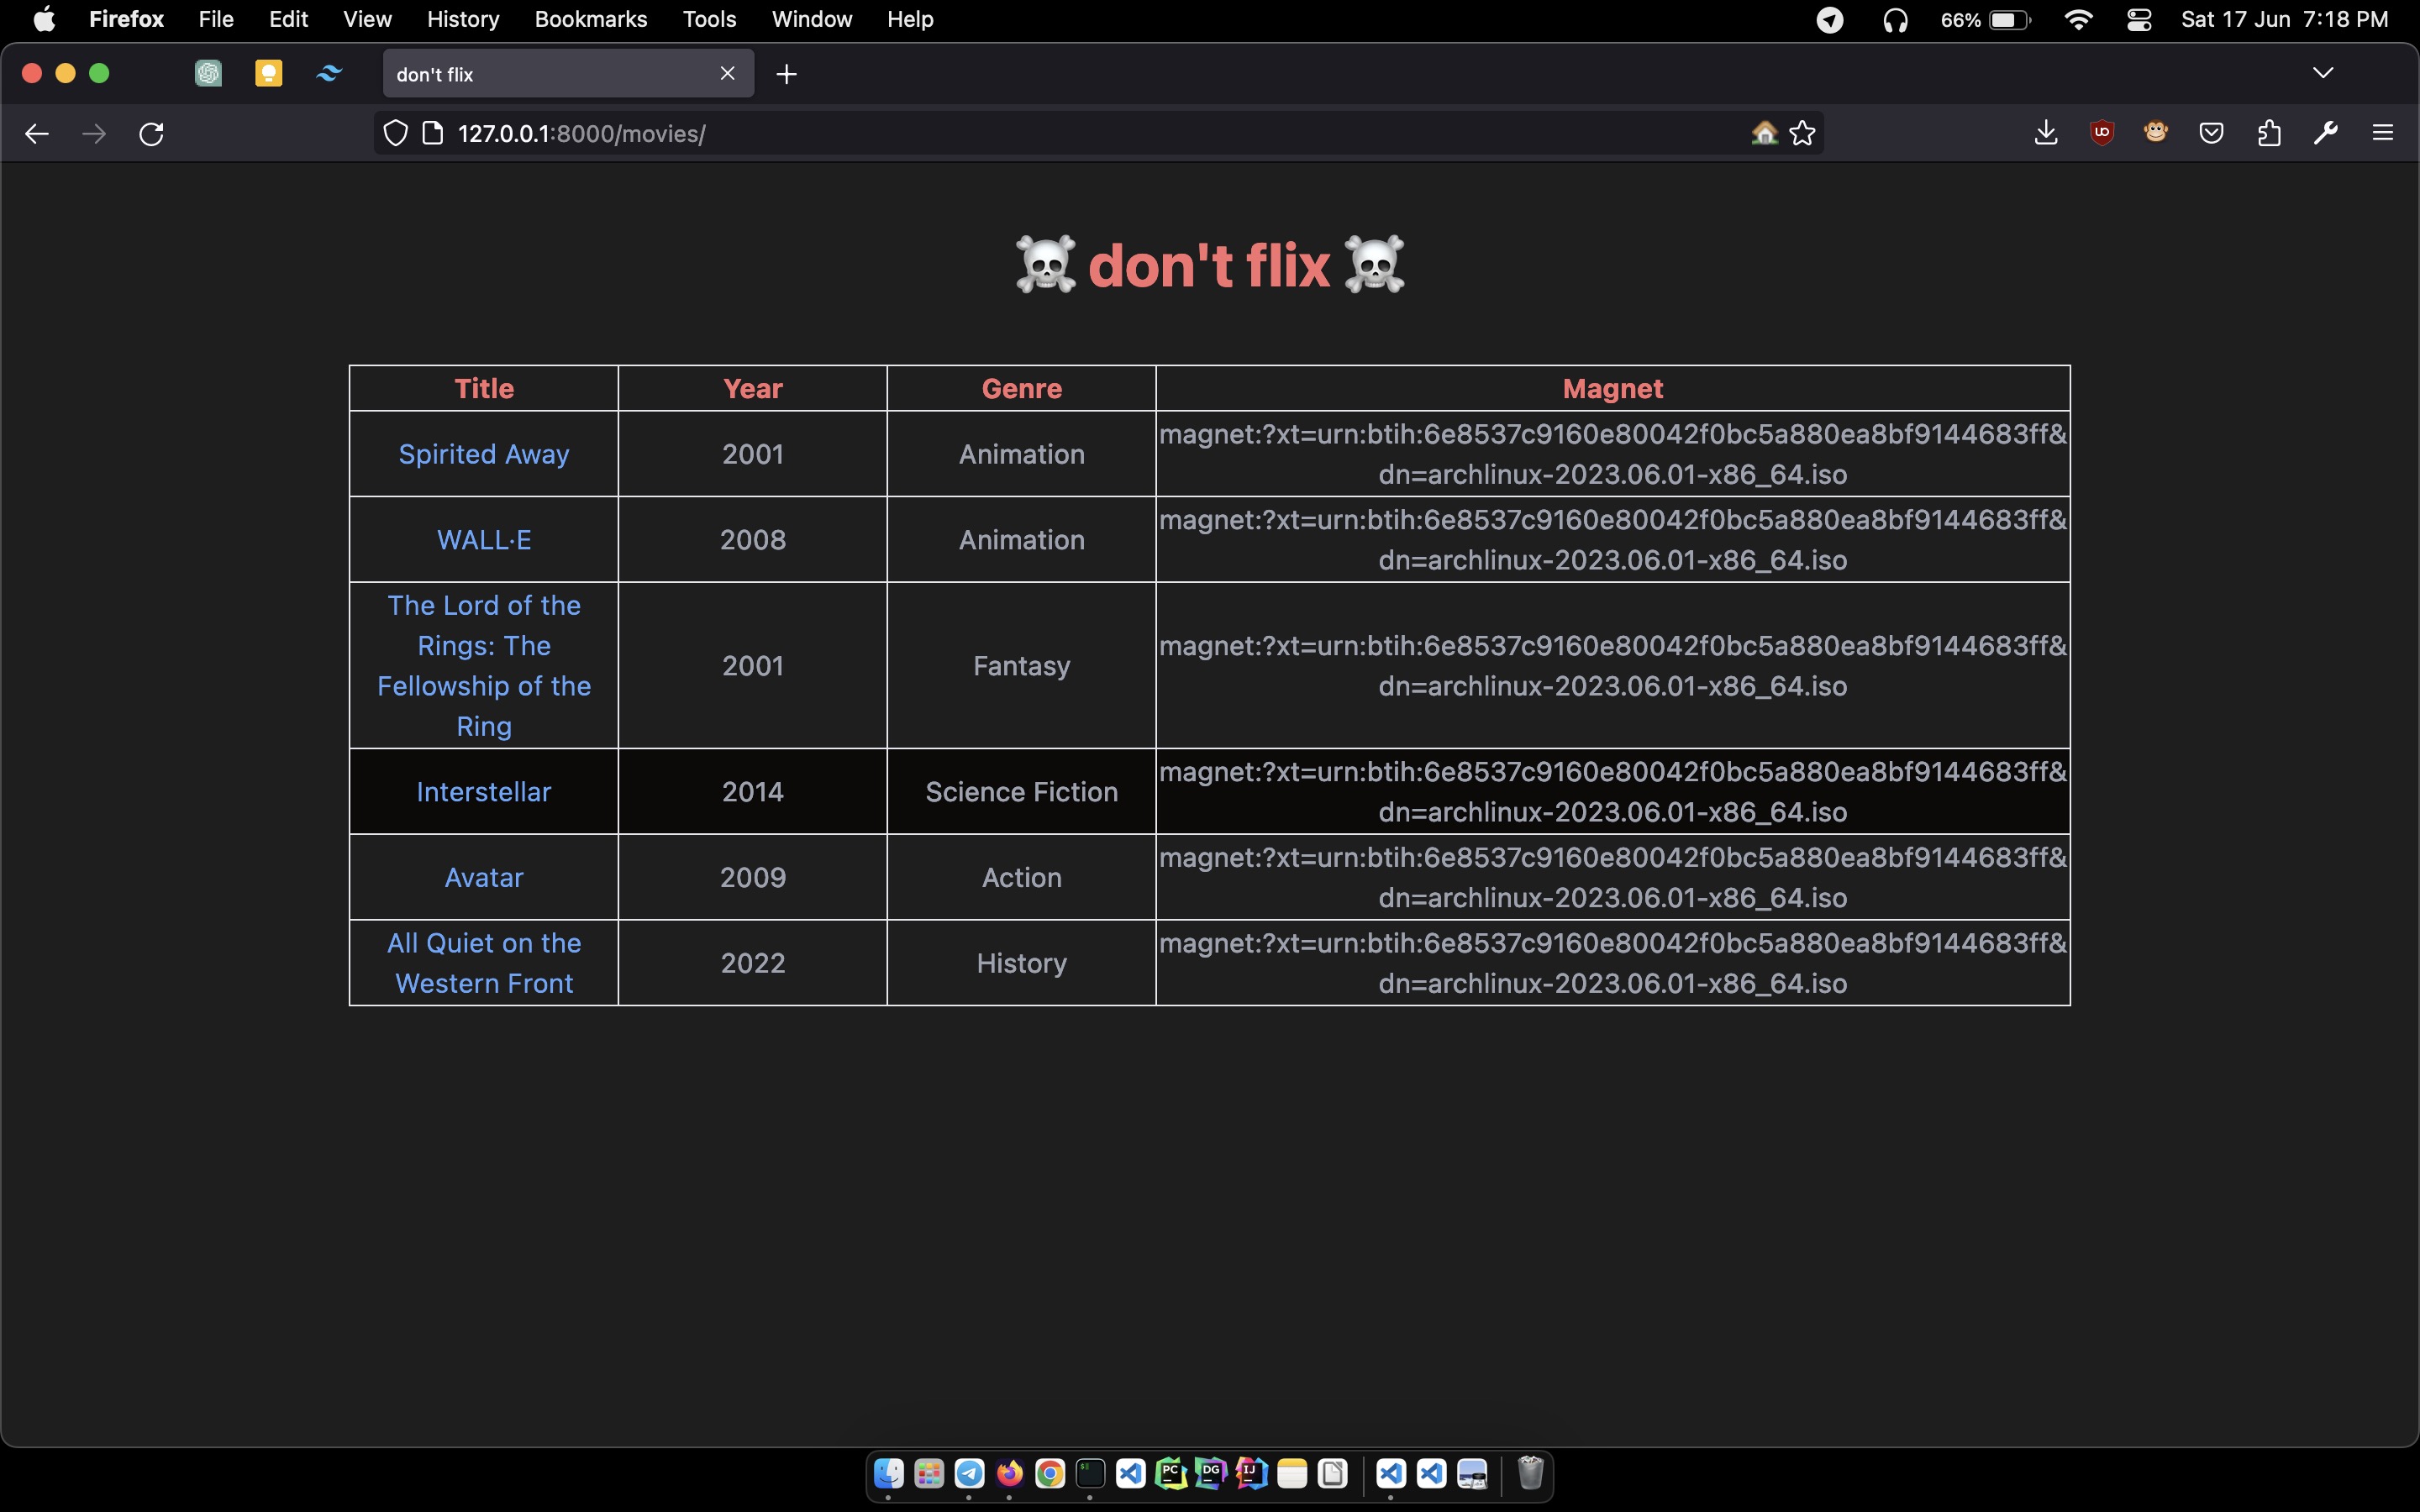 Firefox File Edit View History Bookmarks Tools Window Help 66% Sat 17 Jun 7:18 PM
don't flix
127.0.0.1:8000/movies/
don't flix
Title Year Genre Magnet
Spirited Away 2001 Animation magnet:?xt=urn:btih:6e8537c9160e80042f0bc5a880ea8bf9144683ff&
dn=archlinux-2023.06.01-x86_64.iso
WALL·E 2008 Animation magnet:?xt=urn:btih:6e8537c9160e80042f0bc5a880ea8bf9144683ff&
dn=archlinux-2023.06.01-x86_64.iso
The Lord of the
Rings: The
Fellowship of the
Ring
2001 Fantasy magnet:?xt=urn:btih:6e8537c9160e80042f0bc5a880ea8bf9144683ff&
dn=archlinux-2023.06.01-x86_64.iso
Interstellar 2014 Science Fiction magnet:?xt=urn:btih:6e8537c9160e80042f0bc5a880ea8bf9144683ff&
dn=archlinux-2023.06.01-x86_64.iso
Avatar 2009 Action magnet:?xt=urn:btih:6e8537c9160e80042f0bc5a880ea8bf9144683ff&
dn=archlinux-2023.06.01-x86_64.iso
All Quiet on the
Western Front
2022 History magnet:?xt=urn:btih:6e8537c9160e80042f0bc5a880ea8bf9144683ff&
dn=archlinux-2023.06.01-x86_64.iso
PC DG IJ